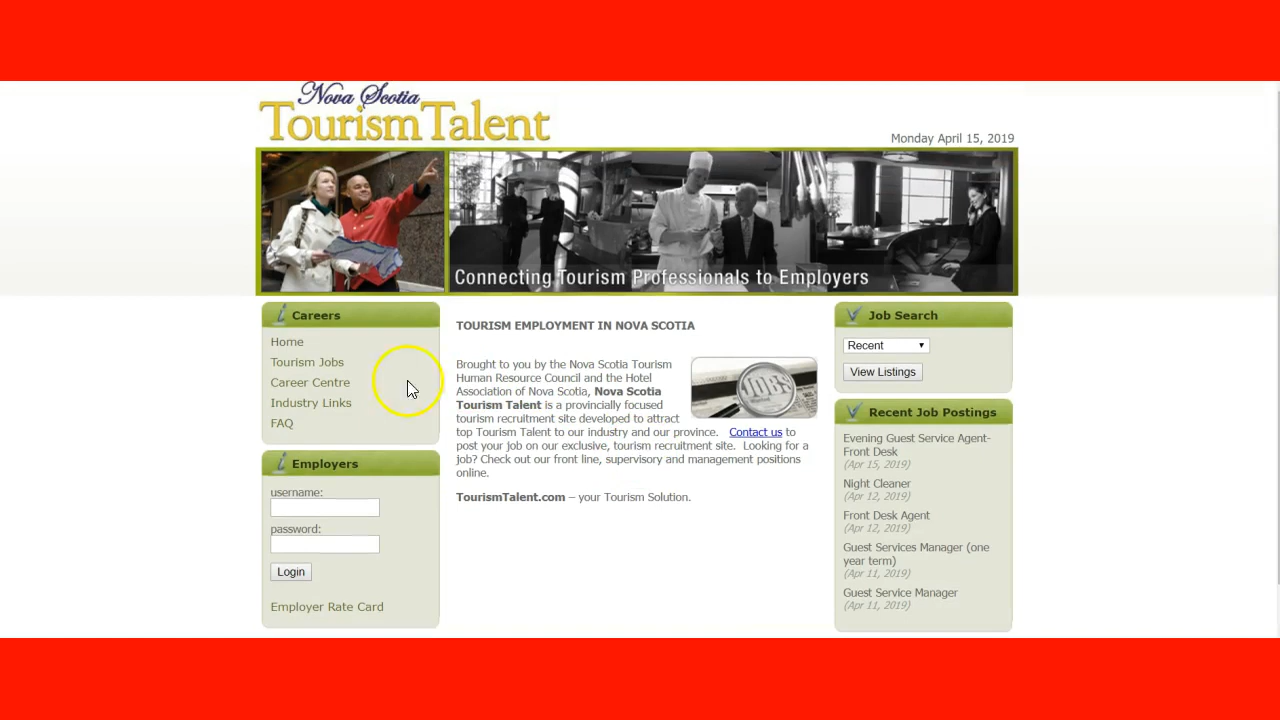 Nova Scotia
Tourism Talent
Monday April 15, 2019
Connecting Tourism Professionals to Employers
Careers
Home
Tourism Jobs
Career Centre
Industry Links
FAQ
Employers
username:
password:
Login
Employer Rate Card
TOURISM EMPLOYMENT IN NOVA SCOTIA
Brought to you by the Nova Scotia Tourism
Human Resource Council and the Hotel
Association of Nova Scotia, Nova Scotia
Tourism Talent is a provincially focused
tourism recruitment site developed to attract
top Tourism Talent to our industry and our province. Contact us to
post your job on our exclusive, tourism recruitment site. Looking for a
job? Check out our front line, supervisory and management positions
online.
TourismTalent.com – your Tourism Solution.
JOBS
Job Search
Recent
View Listings
Recent Job Postings
Evening Guest Service Agent-
Front Desk
(Apr 15, 2019)
Night Cleaner
(Apr 12, 2019)
Front Desk Agent
(Apr 12, 2019)
Guest Services Manager (one
year term)
(Apr 11, 2019)
Guest Service Manager
(Apr 11, 2019)